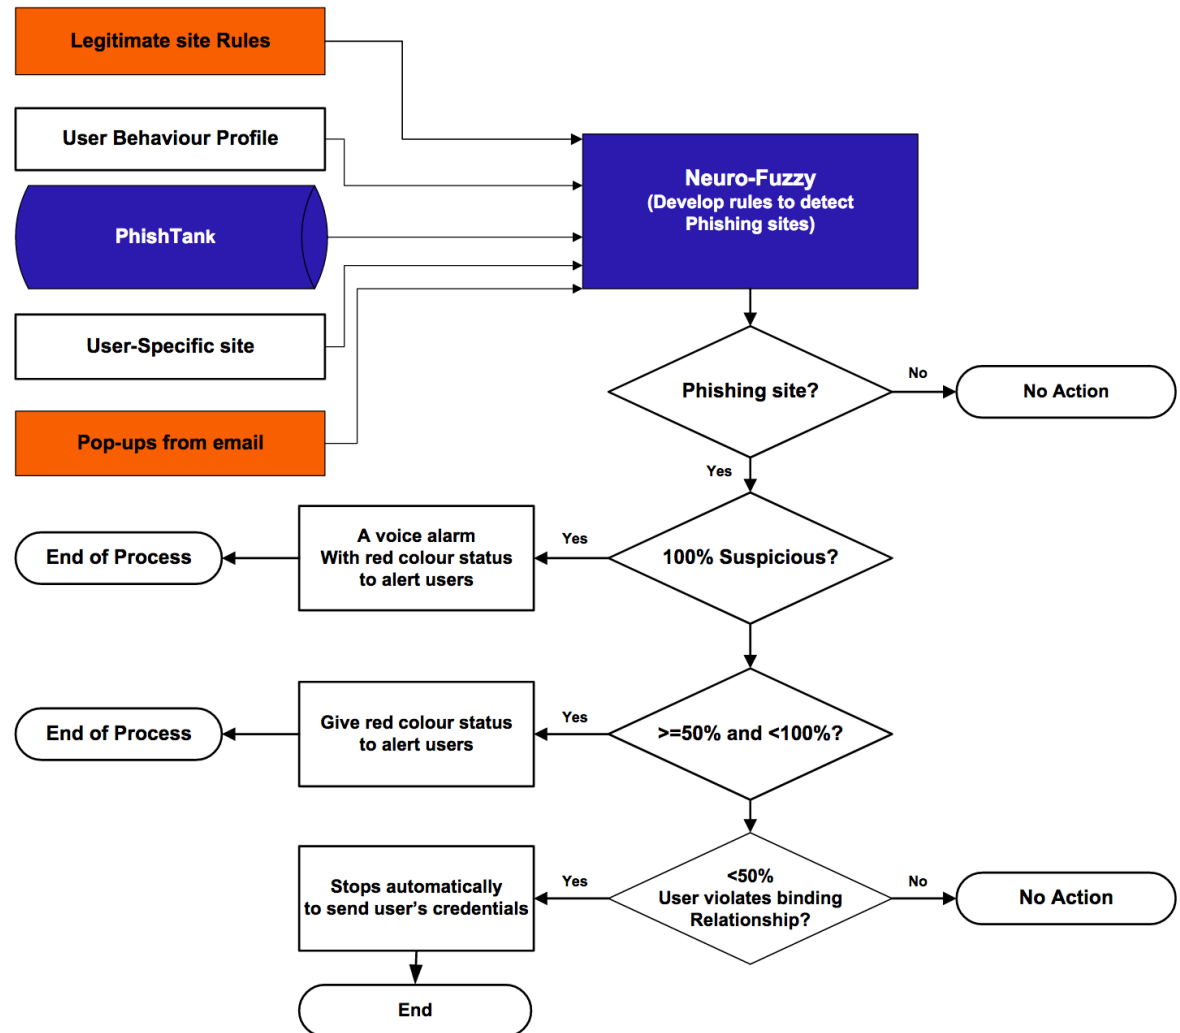 Legitimate site Rules
User Behaviour Profile
PhishTank
User-Specific site
Pop-ups from email
Neuro-Fuzzy
(Develop rules to detect
Phishing sites)
Phishing site?
No
No Action
Yes
100% Suspicious?
Yes
A voice alarm
With red colour status
to alert users
End of Process
>=50% and <100%?
Yes
Give red colour status
to alert users
End of Process
<50%
User violates binding
Relationship?
No
No Action
Yes
Stops automatically
to send user’s credentials
End